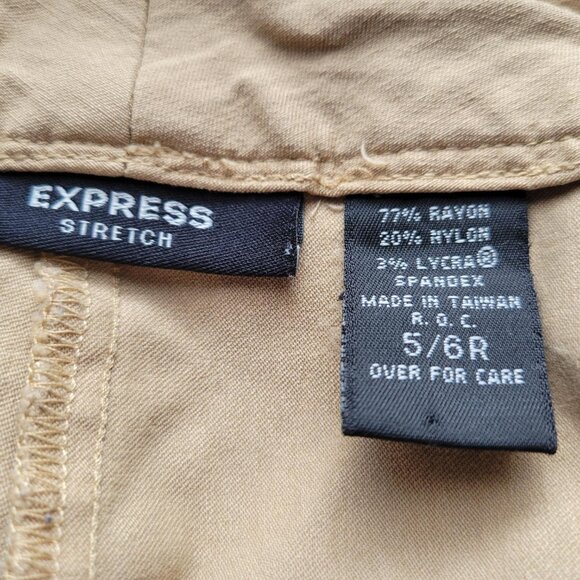 EXPRESS
STRETCH
77% RAYON
20% NYLON
3% LYCRA®
SPANDEX
MADE IN TAIWAN
R.O.C.
5/6R
OVER FOR CARE